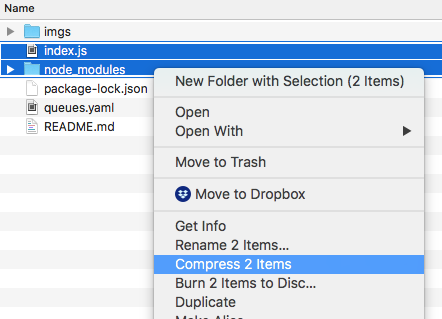 Name
imgs
index.js
node_modules
package-lock.json
queues.yaml
README.md
New Folder with Selection (2 Items)
Open
Open With
Move to Trash
Move to Dropbox
Get Info
Rename 2 Items...
Compress 2 Items
Burn 2 Items to Disc...
Duplicate
Make Alias